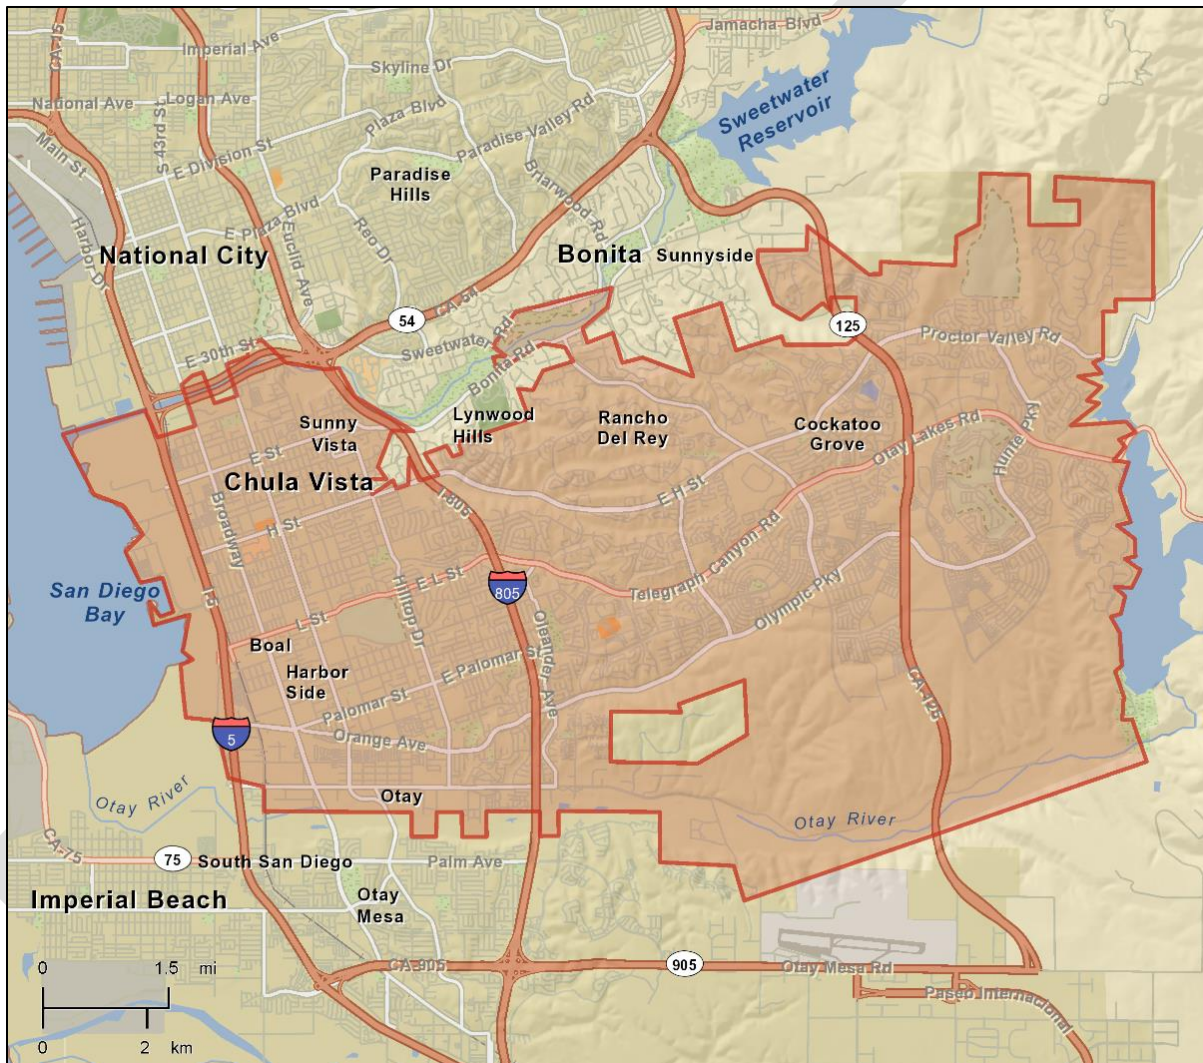 CA-15
Imperial Ave
Jamacha Blvd
Skyline Dr
National Ave
Logan Ave
S 43rd St
Plaza Blvd
Paradise Valley Rd
Sweetwater
Reservoir
Main St
E Division St
Paradise
Hills
Briarwood Rd
E Plaza Blvd
Euclid Ave
Reo Dr
Harbor Dr
National City
Bonita
Sunnyside
54
CA-54
125
Proctor Valley Rd
E 30th St
Sweetwater Rd
Bonita Rd
Sunny
Vista
Lynwood
Hills
Rancho
Del Rey
Cockatoo
Grove
Otay Lakes Rd
Hunte Pky
E St
Chula Vista
Broadway
H St
I-805
E H St
San Diego
Bay
I-5
E L St
L St
Hilltop Dr
805
Oleander Ave
Telegraph Canyon Rd
Olympic Pky
Boal
Harbor
Side
E Palomar St
Palomar St
CA-125
5
Orange Ave
Otay River
Otay
Otay River
CA-75
75
South San Diego
Palm Ave
Imperial Beach
Otay
Mesa
0 1.5 mi
CA-905
905
Otay Mesa Rd
Paseo Internacional
0 2 km